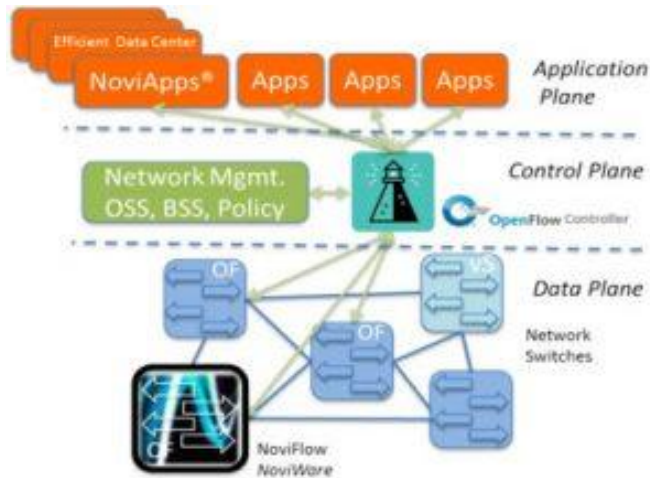 Efficient Data Center
NoviApps®
Apps
Apps
Apps
Application
Plane
Network Mgmt.
OSS, BSS, Policy
Control Plane
OpenFlow Controller
OF
VS
Data Plane
OF
Network
Switches
OF
NoviFlow
NoviWare